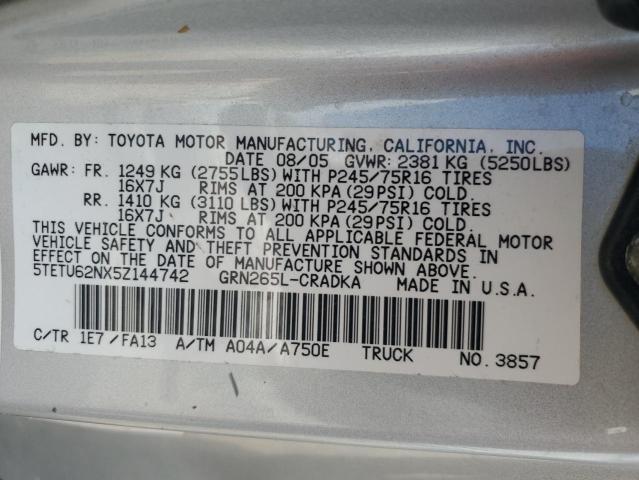 MFD. BY: TOYOTA MOTOR MANUFACTURING, CALIFORNIA, INC.
DATE 08/05 GVWR: 2381 KG (5250LBS)
GAWR: FR. 1249 KG (2755LBS) WITH P245/75R16 TIRES
16X7J RIMS AT 200 KPA(29PSI) COLD.
RR. 1410 KG (3110 LBS) WITH P245/75R16 TIRES
16X7J RIMS AT 200 KPA(29PSI) COLD.
THIS VEHICLE CONFORMS TO ALL APPLICABLE FEDERAL MOTOR
VEHICLE SAFETY AND THEFT PREVENTION STANDARDS IN
EFFECT ON THE DATE OF MANUFACTURE SHOWN ABOVE.
5TETU62NX5Z144742 GRN265L-CRADKA MADE IN U.S.A.
C/TR 1E7/FA13 A/TM A04A/A750E TRUCK NO. 3857